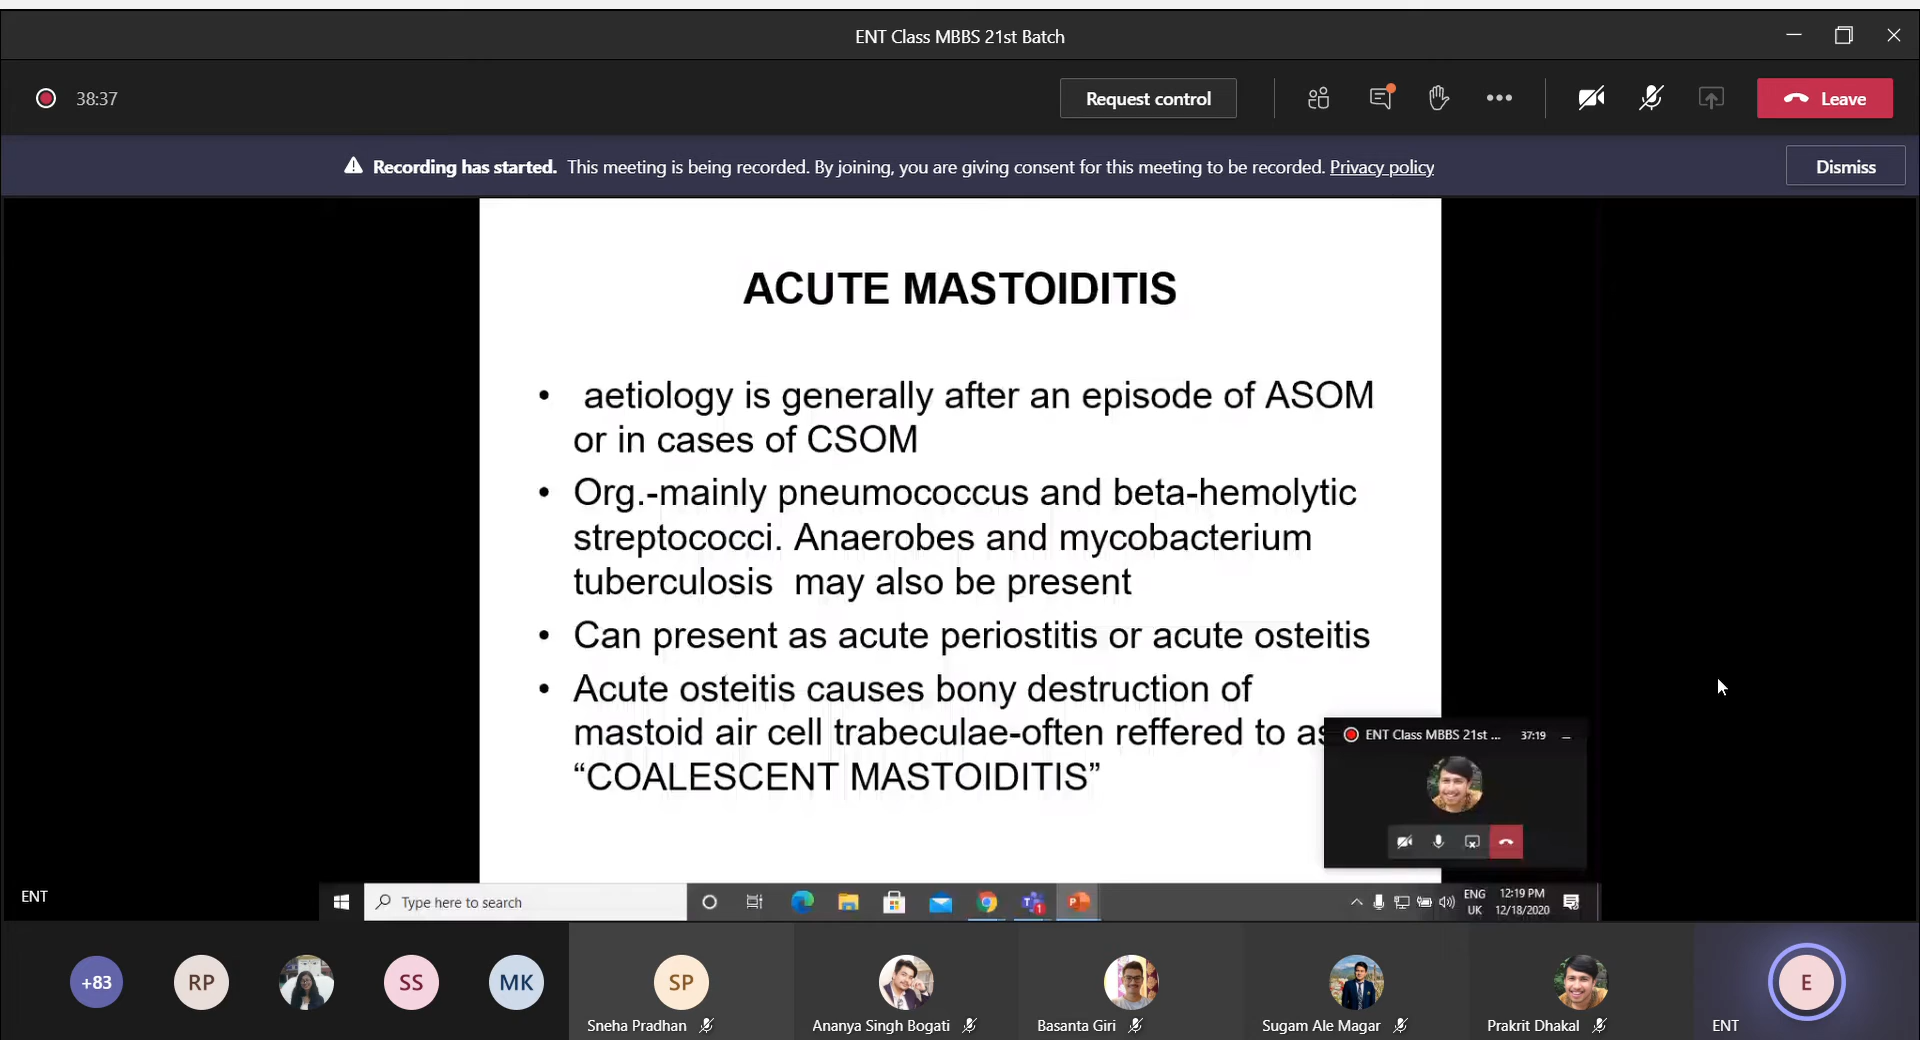 ENT Class MBBS 21st Batch
38:37
Request control
Leave
Recording has started. This meeting is being recorded. By joining, you are giving consent for this meeting to be recorded. Privacy policy
Dismiss
ACUTE MASTOIDITIS
• aetiology is generally after an episode of ASOM
or in cases of CSOM
• Org.-mainly pneumococcus and beta-hemolytic
streptococci. Anaerobes and mycobacterium
tuberculosis may also be present
• Can present as acute periostitis or acute osteitis
• Acute osteitis causes bony destruction of
mastoid air cell trabeculae-often reffered to as
“COALESCENT MASTOIDITIS”
ENT Class MBBS 21st ... 37:19
ENT
Type here to search
ENG
UK
12:19 PM
12/18/2020
+83
RP
SS
MK
SP
E
Sneha Pradhan
Ananya Singh Bogati
Basanta Giri
Sugam Ale Magar
Prakrit Dhakal
ENT